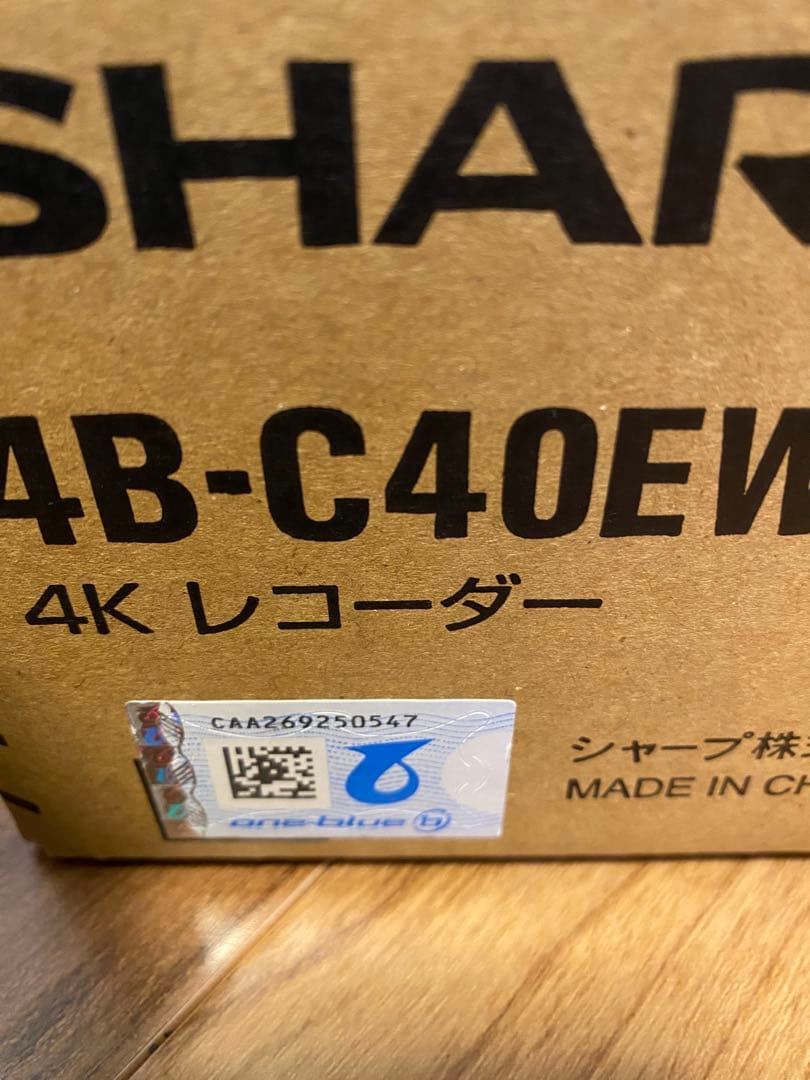 SHAR
4B-C40EW
4K レコーダー
CAA269250547
one-blue
シャープ株
MADE IN CH